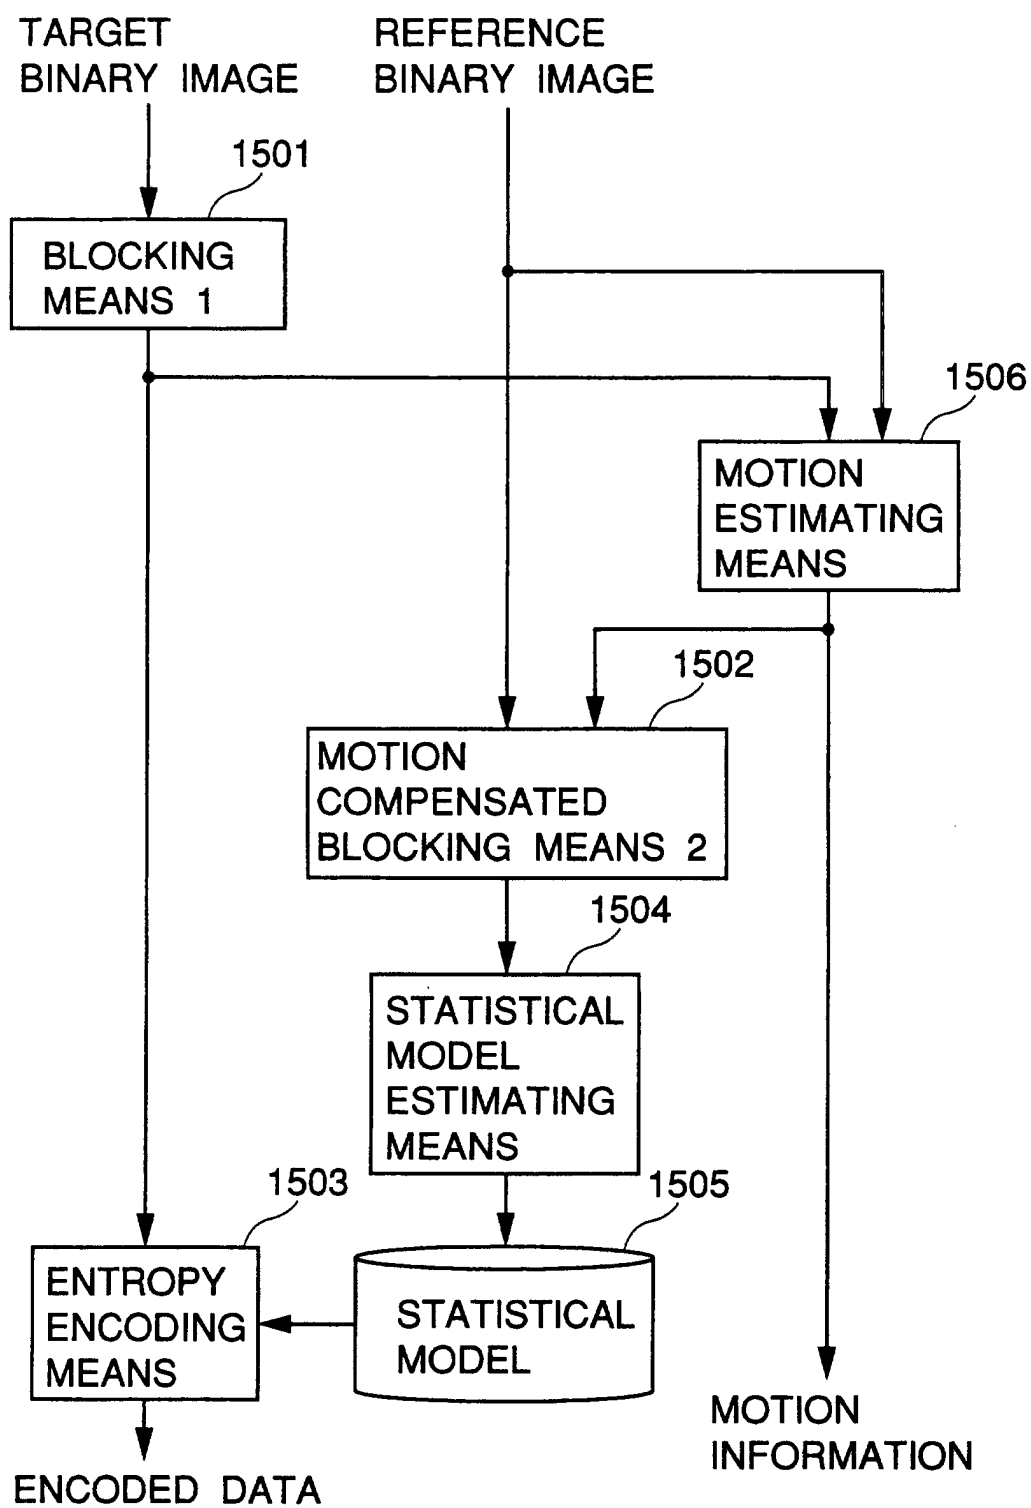 TARGET
BINARY IMAGE
REFERENCE
BINARY IMAGE
1501
BLOCKING
MEANS 1
1506
MOTION
ESTIMATING
MEANS
1502
MOTION
COMPENSATED
BLOCKING MEANS 2
1504
STATISTICAL
MODEL
ESTIMATING
MEANS
1503
ENTROPY
ENCODING
MEANS
1505
STATISTICAL
MODEL
MOTION
INFORMATION
ENCODED DATA